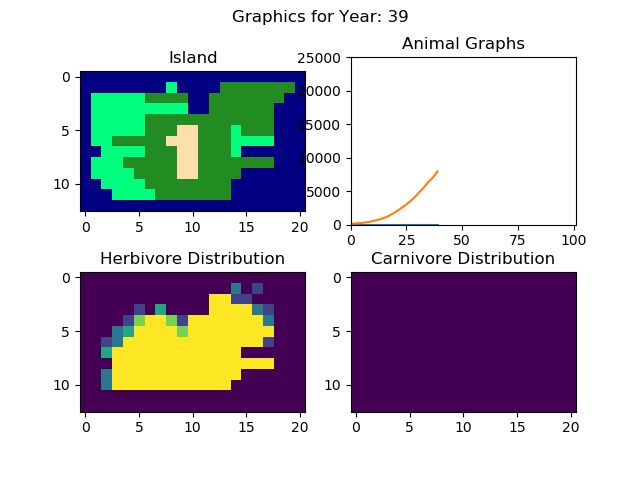 Graphics for Year: 39
Island
0
5
10
0 5 10 15 20
Animal Graphs
25000
20000
15000
10000
5000
0
0 25 50 75 100
Herbivore Distribution
0
5
10
0 5 10 15 20
Carnivore Distribution
0
5
10
0 5 10 15 20